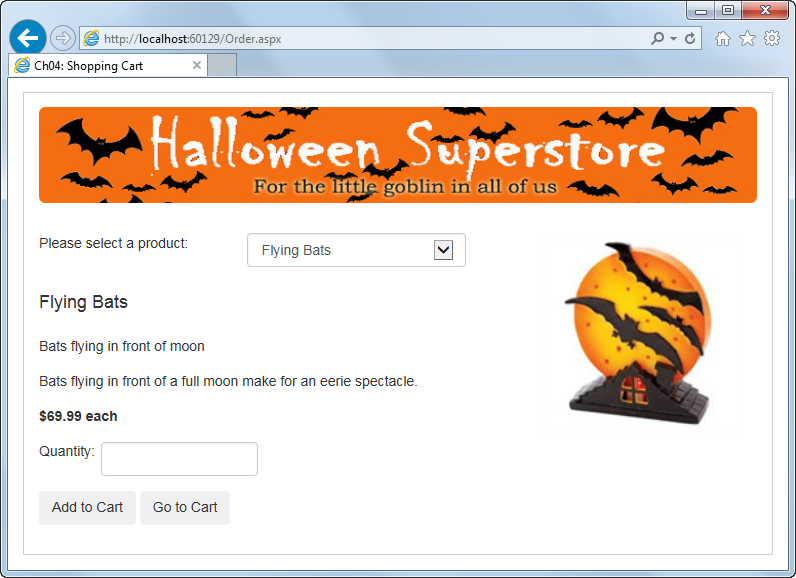 http://localhost:60129/Order.aspx
Ch04: Shopping Cart
Halloween Superstore
For the little goblin in all of us
Please select a product:
Flying Bats
Flying Bats
Bats flying in front of moon
Bats flying in front of a full moon make for an eerie spectacle.
$69.99 each
Quantity:
Add to Cart Go to Cart